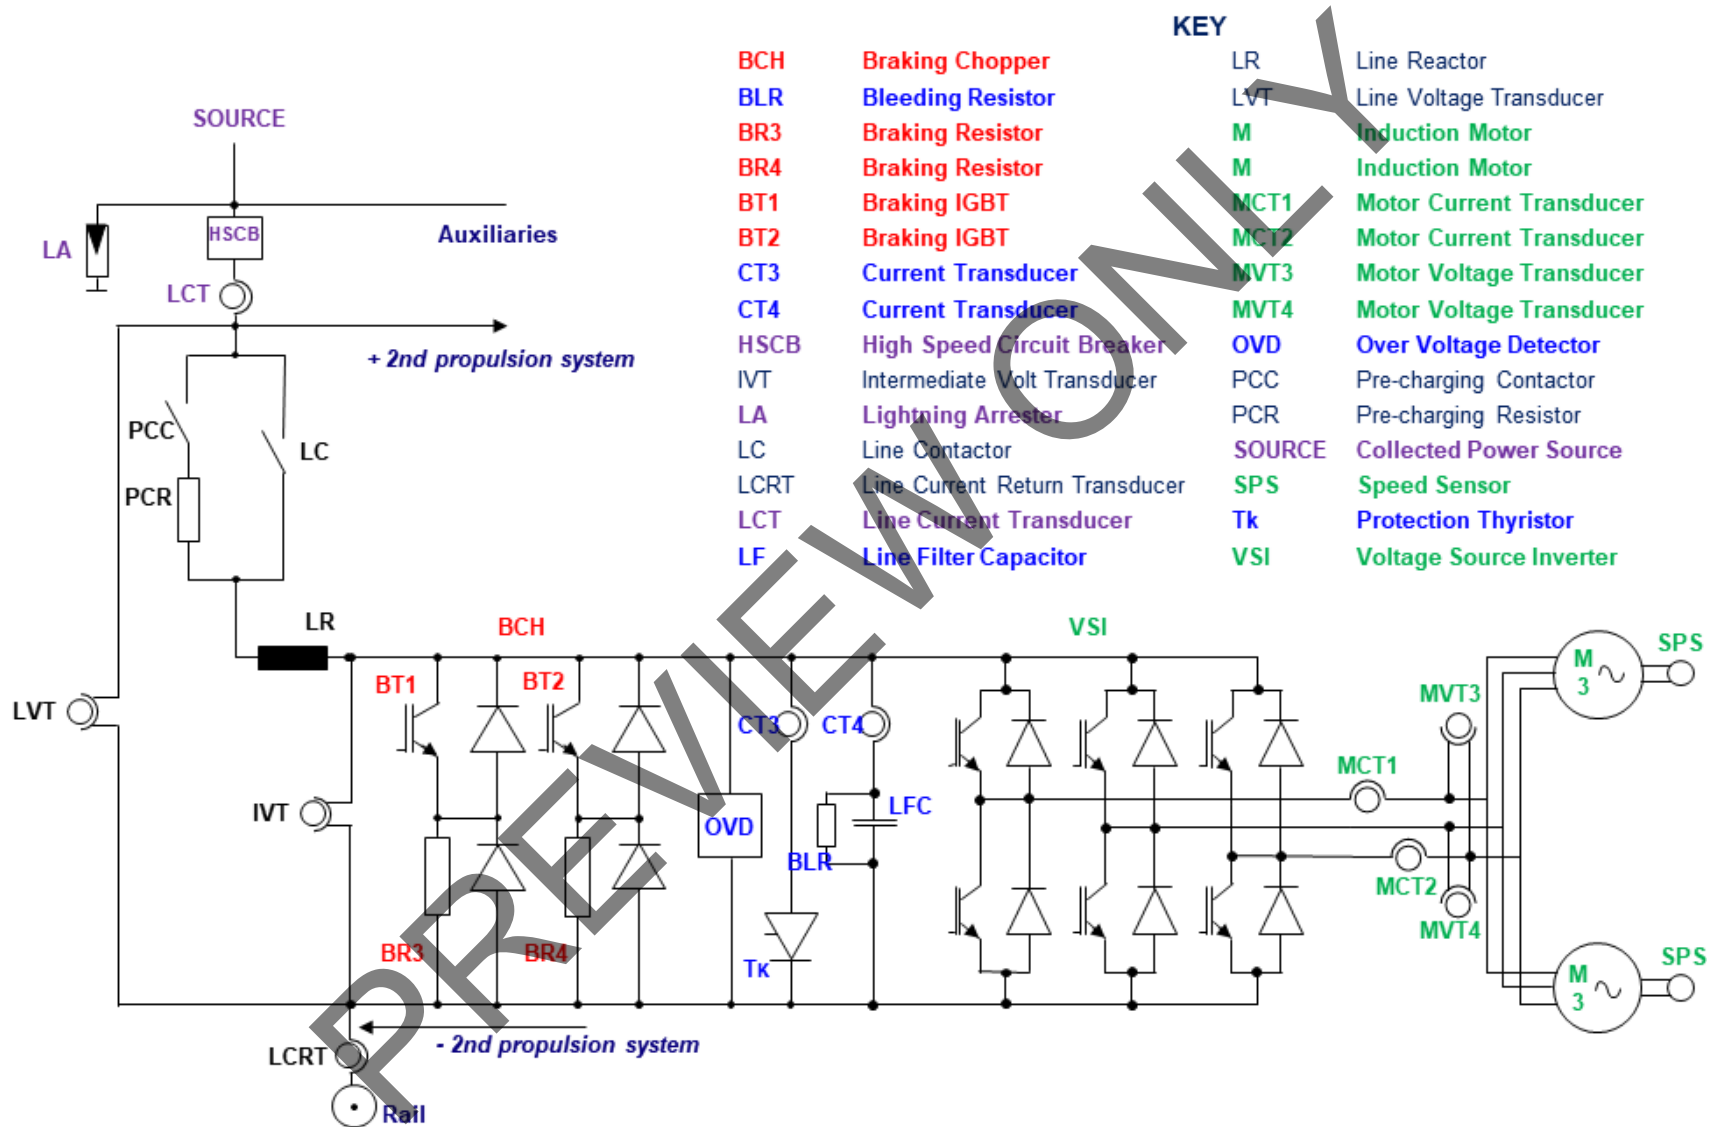 KEY
BCH Braking Chopper LR Line Reactor
BLR Bleeding Resistor LVT Line Voltage Transducer
BR3 Braking Resistor M Induction Motor
BR4 Braking Resistor M Induction Motor
BT1 Braking IGBT MCT1 Motor Current Transducer
BT2 Braking IGBT MCT2 Motor Current Transducer
CT3 Current Transducer MVT3 Motor Voltage Transducer
CT4 Current Transducer MVT4 Motor Voltage Transducer
HSCB High Speed Circuit Breaker OVD Over Voltage Detector
IVT Intermediate Volt Transducer PCC Pre-charging Contactor
LA Lightning Arrester PCR Pre-charging Resistor
LC Line Contactor SOURCE Collected Power Source
LCRT Line Current Return Transducer SPS Speed Sensor
LCT Line Current Transducer Tk Protection Thyristor
LF Line Filter Capacitor VSI Voltage Source Inverter
SOURCE
HSCB
Auxiliaries
LA
LCT
+ 2nd propulsion system
PCC
LC
PCR
LR
BCH
VSI
BT1
BT2
LVT
CT3
CT4
MVT3
M
3
SPS
MCT1
IVT
OVD
LFC
BLR
MCT2
MVT4
BR3
BR4
TK
M
3
SPS
- 2nd propulsion system
LCRT
Rail
PREVIEW ONLY